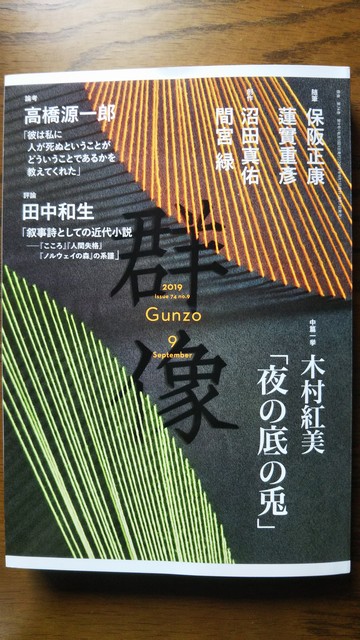 論考
高橋源一郎
「彼は私に
人が死ぬということが
どういうことであるかを
教えてくれた」
評論
田中和生
「叙事詩としての近代小説
──『こころ』『人間失格』
『ノルウェイの森』の系譜」
随筆
保阪正康
蓮實重彦
創作
沼田真佑
間宮緑
群像
2019
Issue 74 no.9
Gunzo
9
September
中篇一挙
木村紅美
「夜の底の兎」